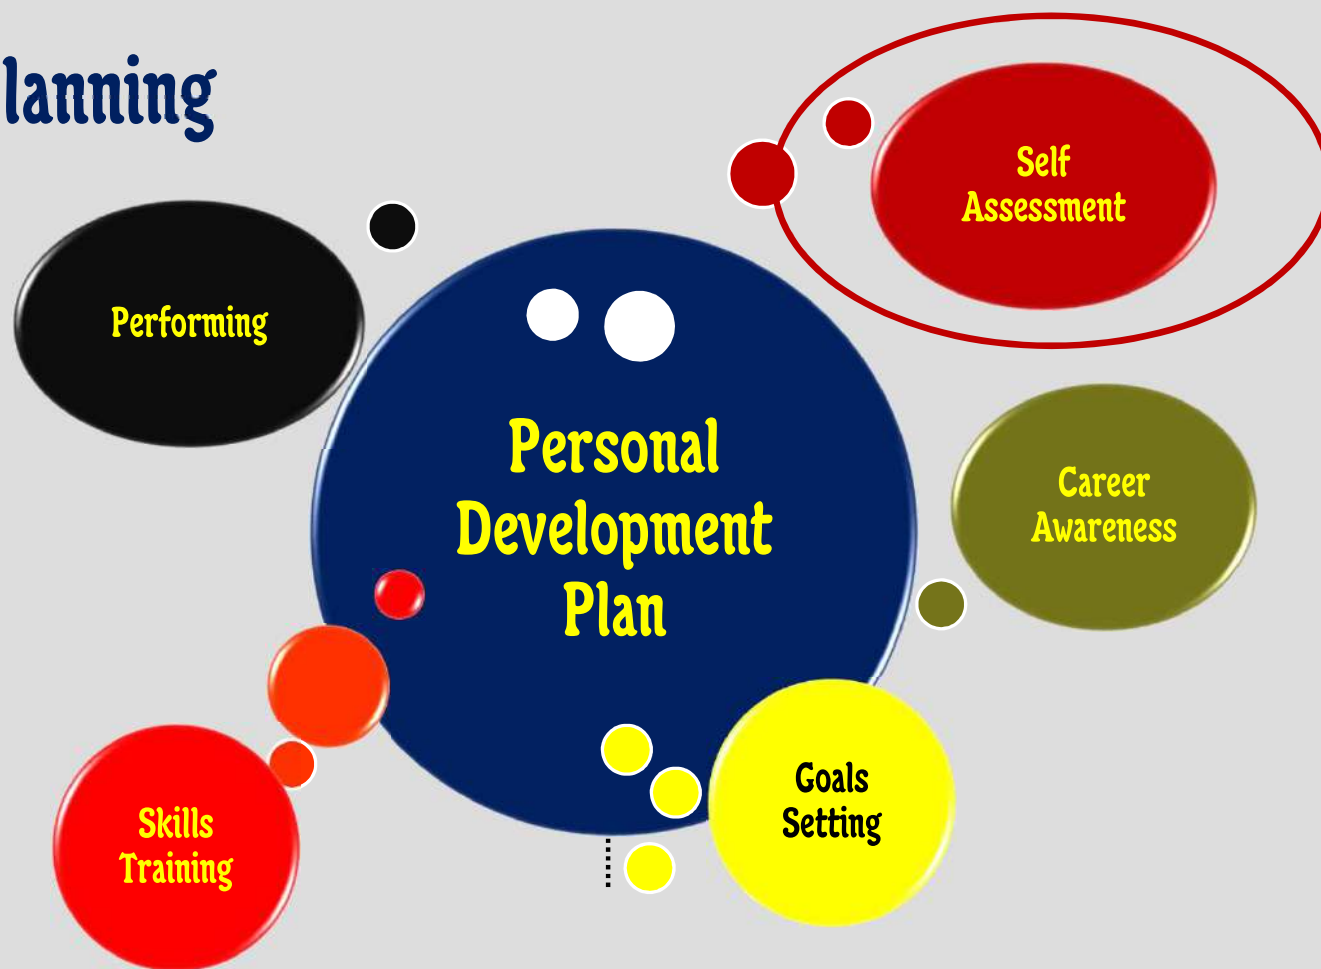 lanning
Self
Assessment
Performing
Personal
Development
Plan
Career
Awareness
Goals
Setting
Skills
Training